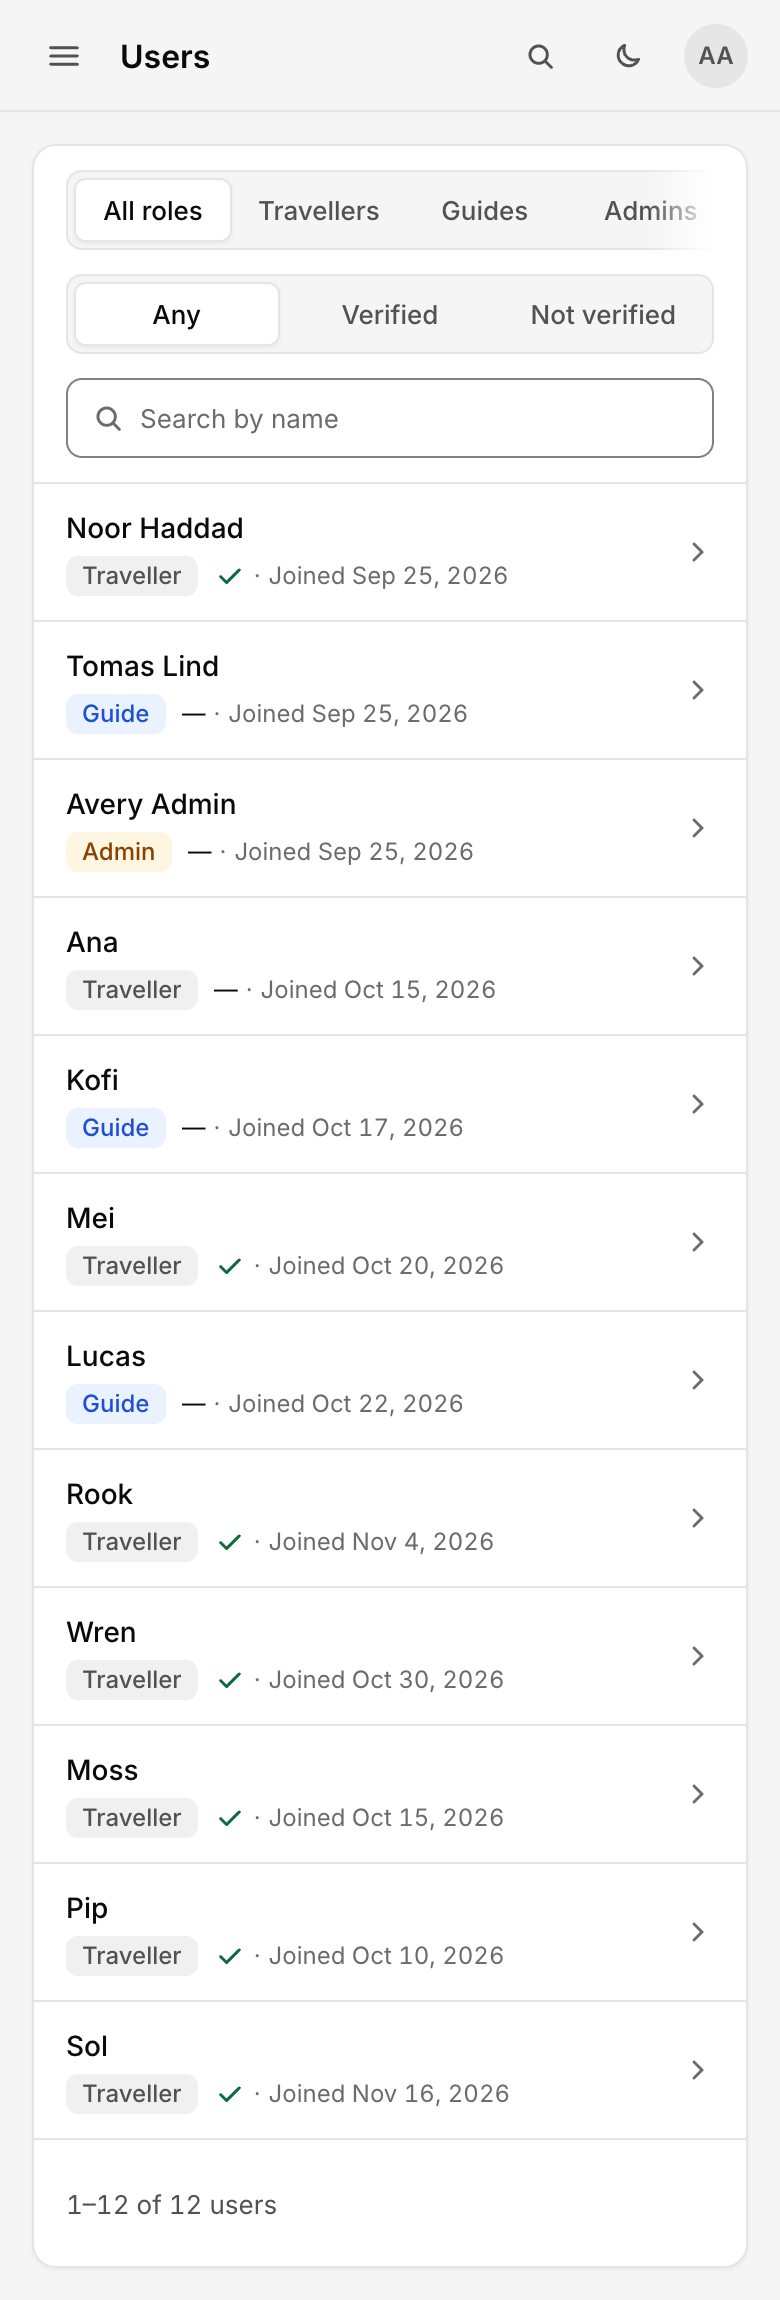 Users
AA
All roles Travellers Guides Admins
Any Verified Not verified
Search by name
Noor Haddad
Traveller ✓ · Joined Sep 25, 2026
Tomas Lind
Guide — · Joined Sep 25, 2026
Avery Admin
Admin — · Joined Sep 25, 2026
Ana
Traveller — · Joined Oct 15, 2026
Kofi
Guide — · Joined Oct 17, 2026
Mei
Traveller ✓ · Joined Oct 20, 2026
Lucas
Guide — · Joined Oct 22, 2026
Rook
Traveller ✓ · Joined Nov 4, 2026
Wren
Traveller ✓ · Joined Oct 30, 2026
Moss
Traveller ✓ · Joined Oct 15, 2026
Pip
Traveller ✓ · Joined Oct 10, 2026
Sol
Traveller ✓ · Joined Nov 16, 2026
1–12 of 12 users